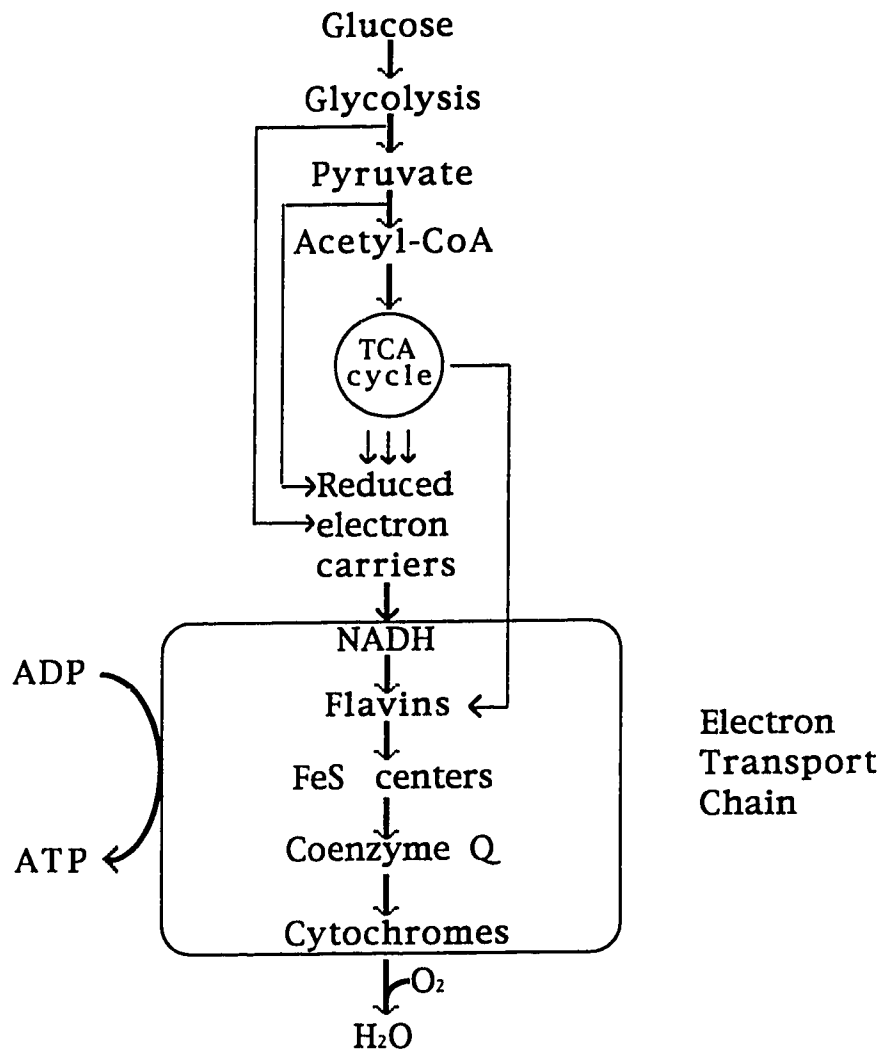 Glucose
Glycolysis
Pyruvate
Acetyl-CoA
TCA
cycle
Reduced
electron
carriers
NADH
ADP
Flavins
Electron
Transport
Chain
FeS centers
Coenzyme Q
ATP
Cytochromes
O₂
H₂O